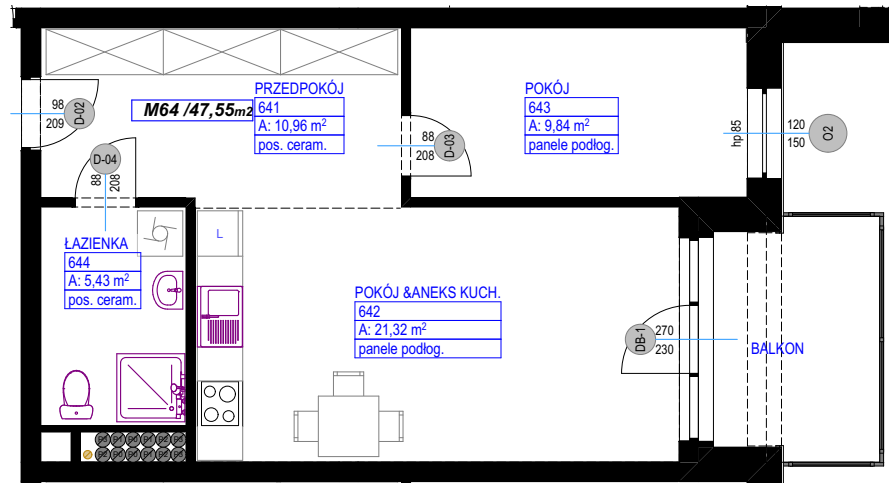 PRZEDPOKÓJ
641
A: 10,96 m²
pos. ceram.
M64 /47,55m2
POKÓJ
643
A: 9,84 m²
panele podłog.
98
209
D-02
D-04
88
208
88
208
D-03
hp 85
120
150
O2
ŁAZIENKA
644
A: 5,43 m²
pos. ceram.
L
POKÓJ &ANEKS KUCH.
642
A: 21,32 m²
panele podłog.
DB-1
270
230
BALKON